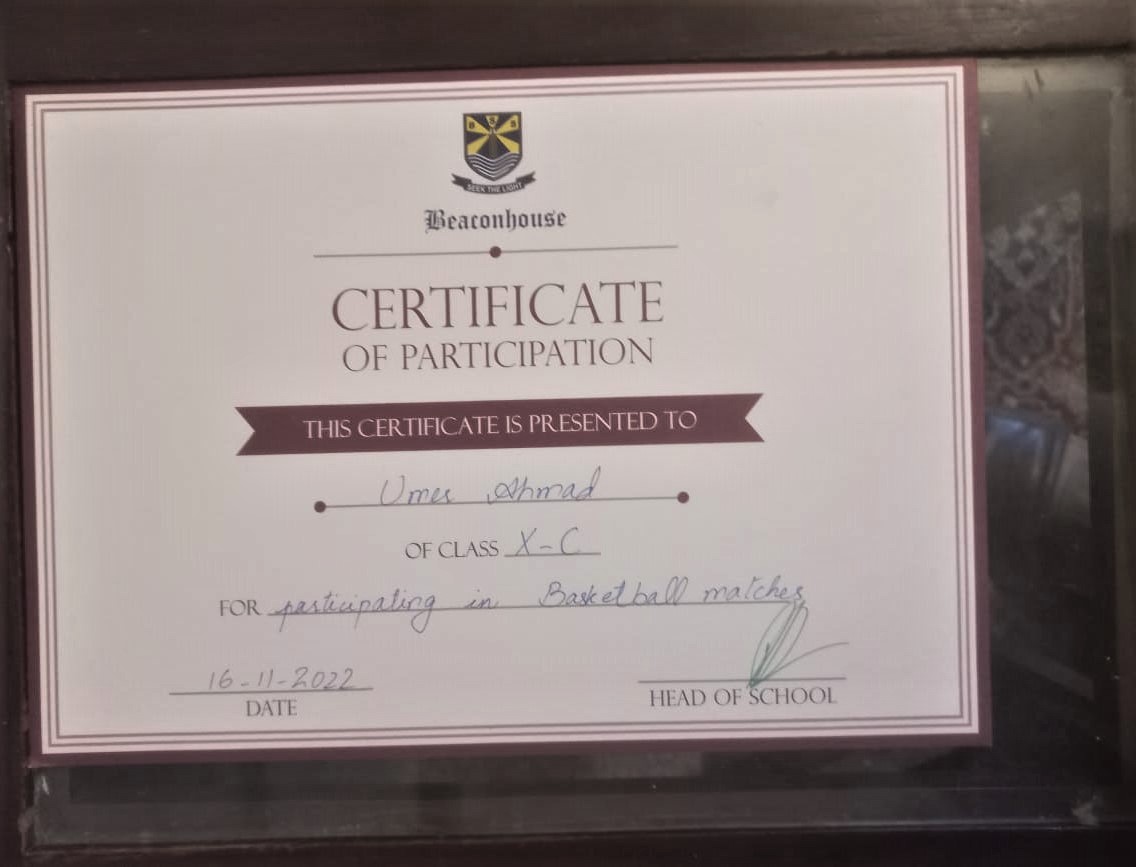 B S S
SEEK THE LIGHT
Beaconhouse
CERTIFICATE
OF PARTICIPATION
THIS CERTIFICATE IS PRESENTED TO
Umer Ahmad
OF CLASS X-C
FOR participating in Basketball matches
16-11-2022
DATE
HEAD OF SCHOOL